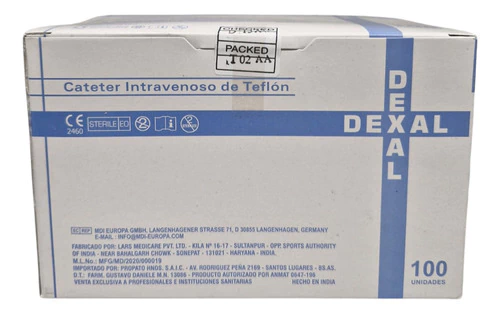 PACKED
T 02 AA
Cateter Intravenoso de Teflón
CE
2460
STERILE EO
DEXAL
DEXAL
EC REP
MDI EUROPA GMBH, LANGENHAGENER STRASSE 71, D 30855 LANGENHAGEN, GERMANY
E-MAIL : INFO@MDI-EUROPA.COM
FABRICADO POR: LARS MEDICARE PVT. LTD. - KILA Nº 16-17 - SULTANPUR - OPP. SPORTS AUTHORITY
OF INDIA - NEAR BAHALGARH CHOWK - SONEPAT - 131021 - HARYANA - INDIA.
M.L.No.: MFG/MD/2020/000019
IMPORTADO POR: PROPATO HNOS. S.A.I.C. - AV. RODRIGUEZ PEÑA 2169 - SANTOS LUGARES - BS.AS.
D.T.: FARM. GUSTAVO DANIELE M.N. 13086 - PRODUCTO AUTORIZADO POR ANMAT 0647-196
VENTA EXCLUSIVA A PROFESIONALES E INSTITUCIONES SANITARIAS
HECHO EN INDIA
100
UNIDADES